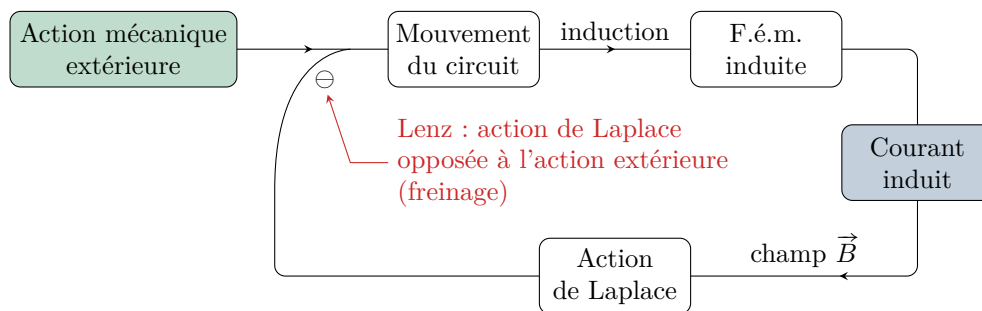 Action mécanique
extérieure
Mouvement
du circuit
induction
F.é.m.
induite
⊖
Lenz : action de Laplace
opposée à l'action extérieure
(freinage)
Courant
induit
Action
de Laplace
champ $\overrightarrow{B}$